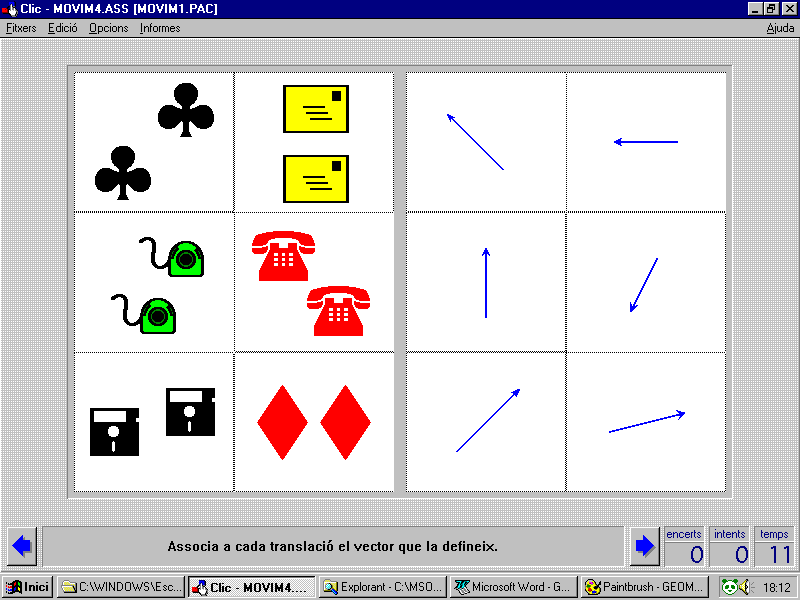 Clic - MOVIM4.ASS [MOVIM1.PAC]
Fitxers Edició Opcions Informes Ajuda
Associa a cada translació el vector que la defineix.
encerts intents temps
0 0 11
Inici C:\WINDOWS\Esc... Clic - MOVIM4.... Explorant - C:\MSO... Microsoft Word - G... Paintbrush - GEOM... 18:12